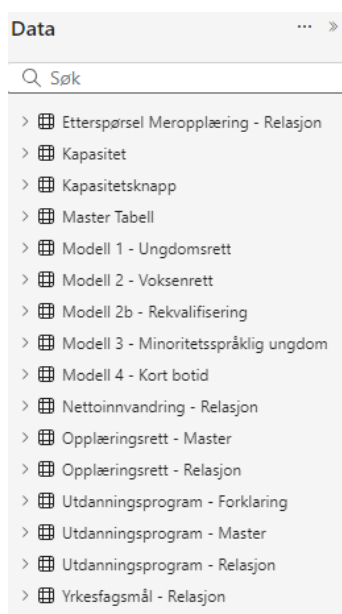 Data
Søk
Etterspørsel Meropplæring - Relasjon
Kapasitet
Kapasitetsknapp
Master Tabell
Modell 1 - Ungdomsrett
Modell 2 - Voksenrett
Modell 2b - Rekvalifisering
Modell 3 - Minoritetsspråklig ungdom
Modell 4 - Kort botid
Nettoinnvandring - Relasjon
Opplæringsrett - Master
Opplæringsrett - Relasjon
Utdanningsprogram - Forklaring
Utdanningsprogram - Master
Utdanningsprogram - Relasjon
Yrkesfagsmål - Relasjon